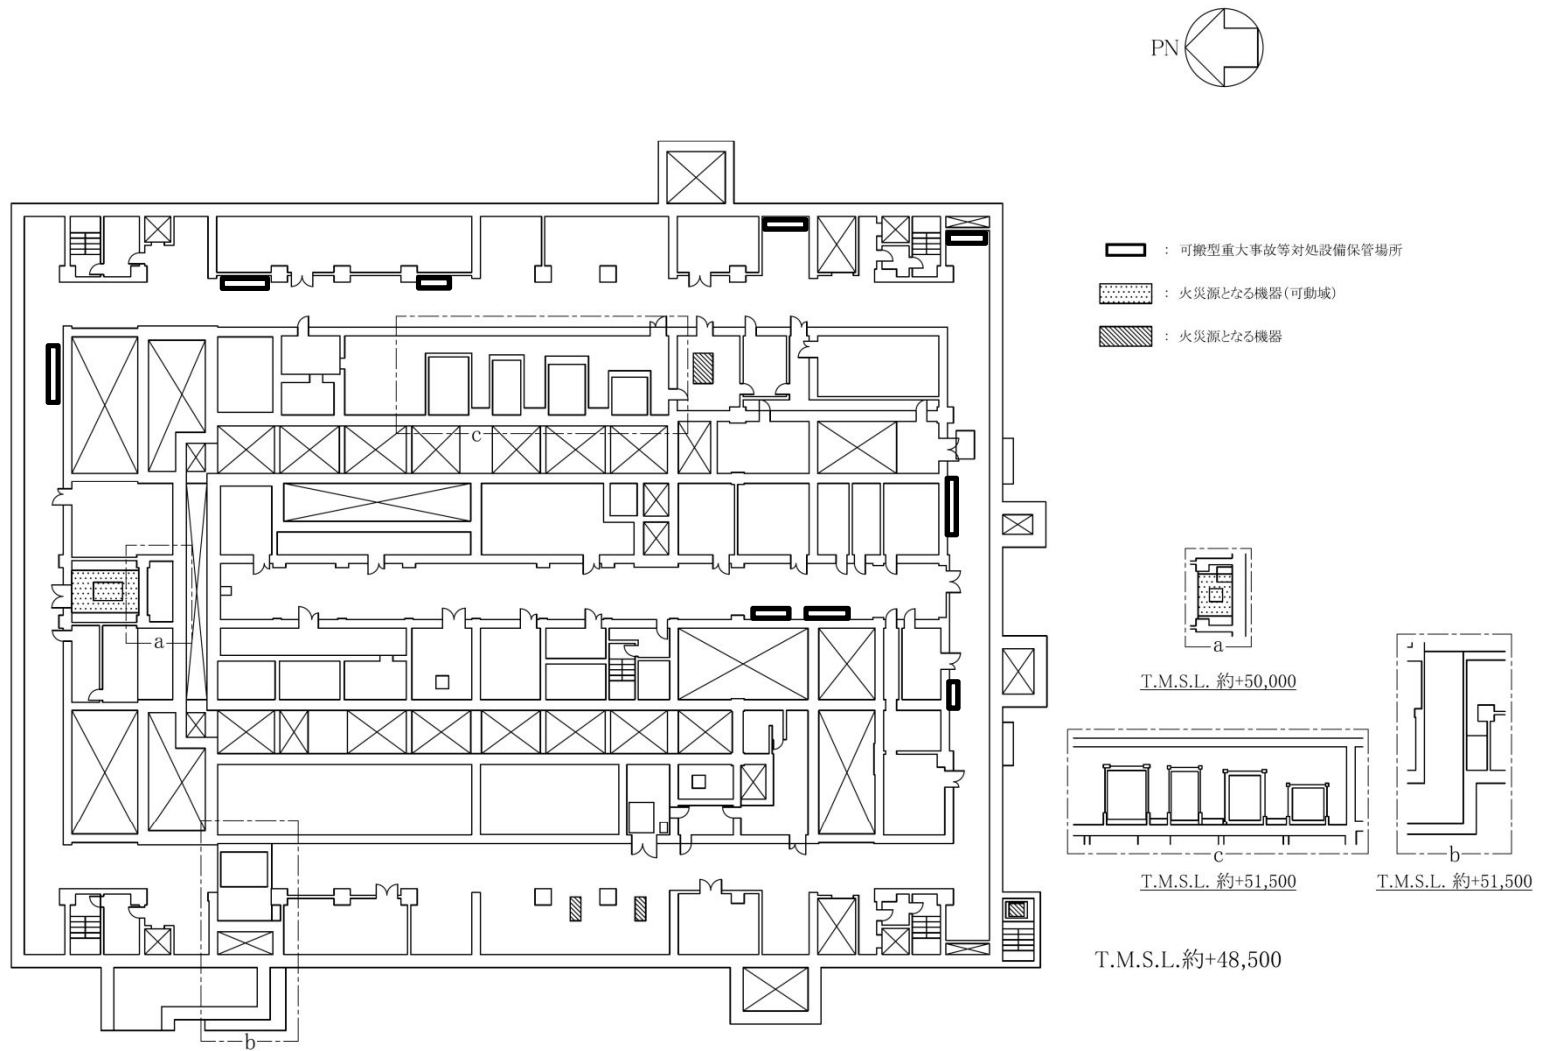 PN
： 可搬型重大事故等対処設備保管場所
： 火災源となる機器(可動域)
： 火災源となる機器
c
a
b
a
T.M.S.L. 約+50,000
c
T.M.S.L. 約+51,500
b
T.M.S.L. 約+51,500
T.M.S.L.約+48,500